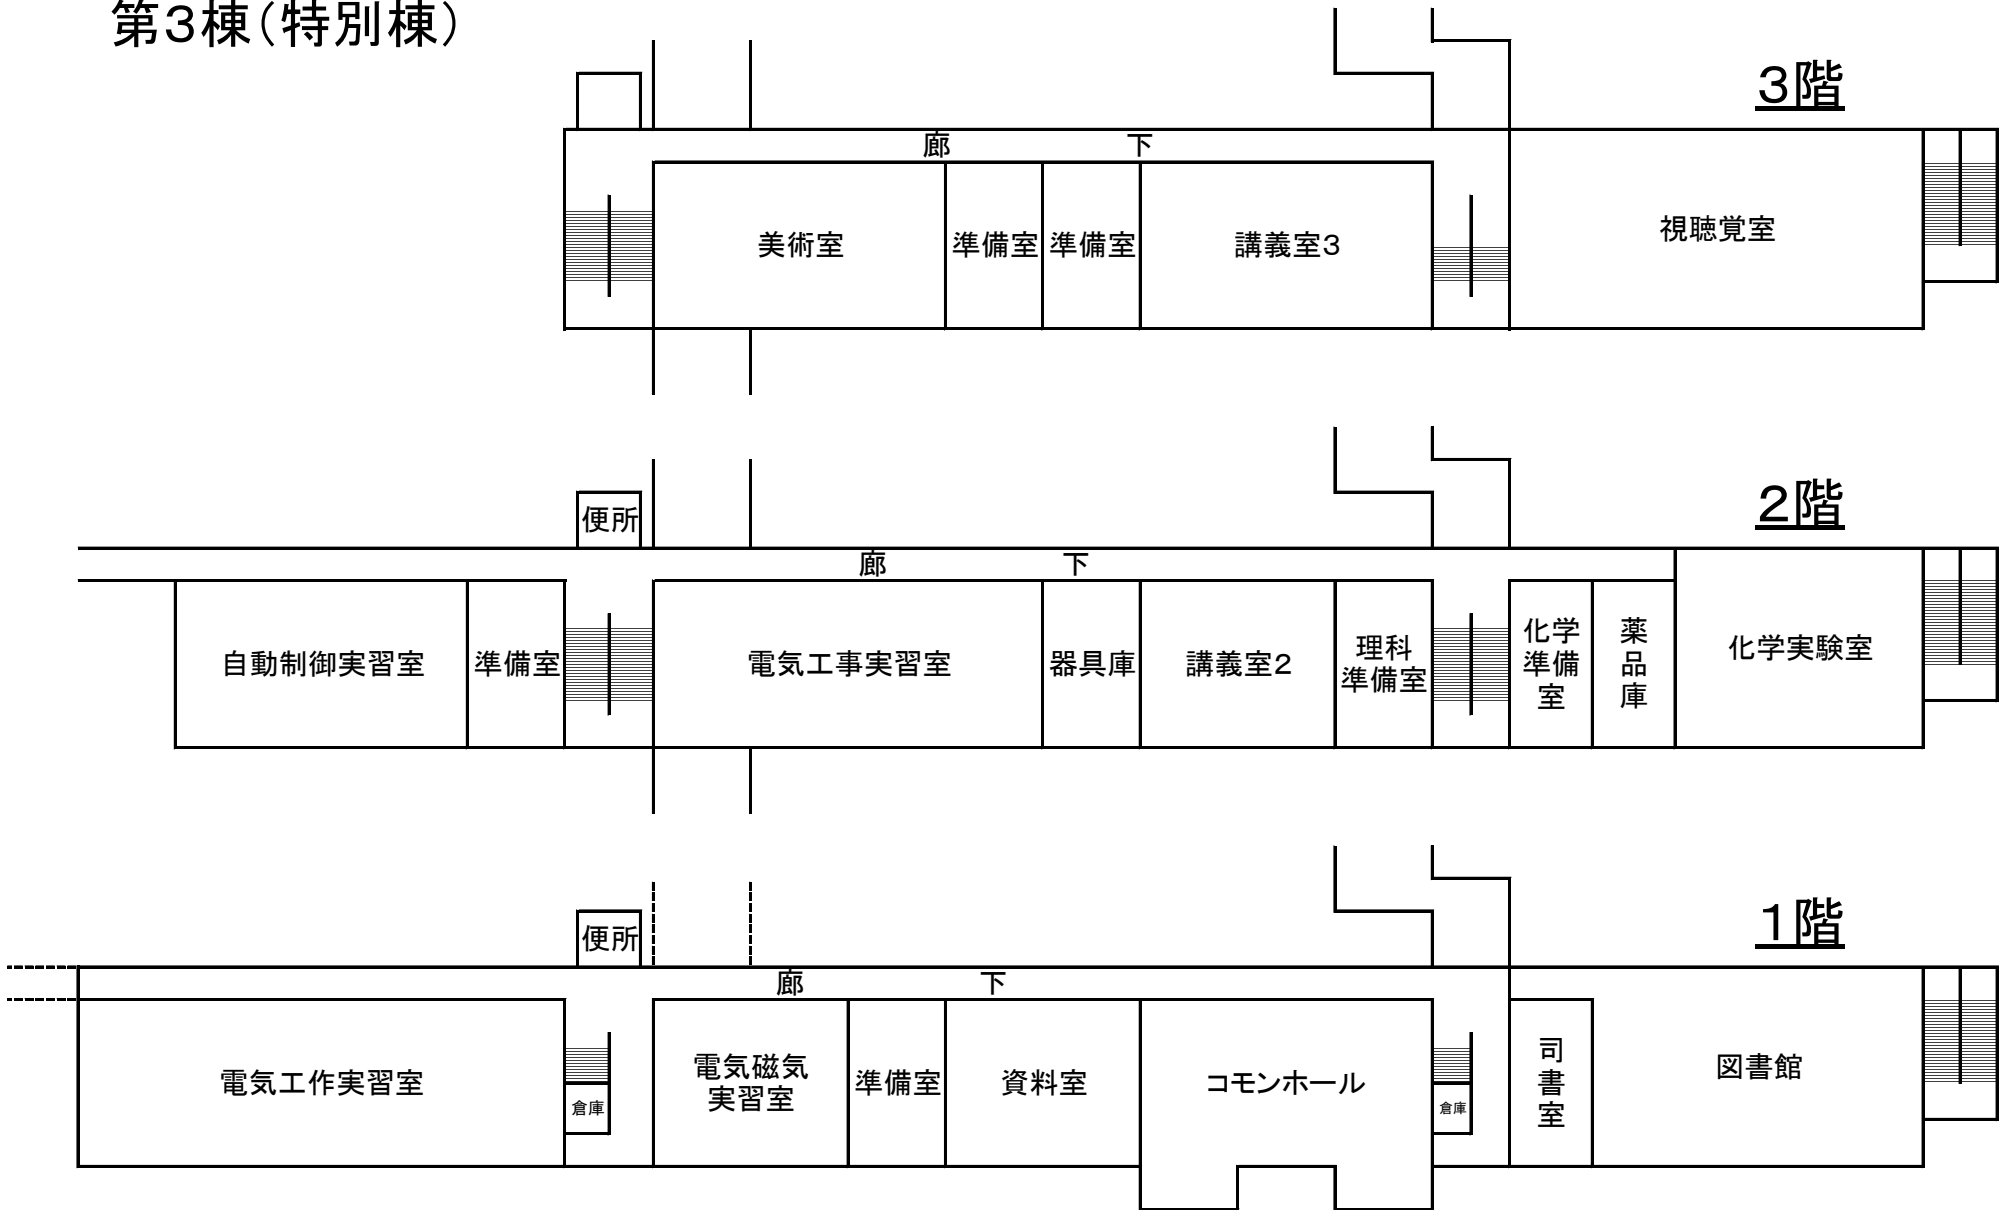 第３棟（特別棟）
３階
廊下
美術室
準備室
準備室
講義室３
視聴覚室
２階
便所
廊下
自動制御実習室
準備室
電気工事実習室
器具庫
講義室２
理科
準備室
化学
準備
室
薬
品
庫
化学実験室
１階
便所
廊下
電気工作実習室
倉庫
電気磁気
実習室
準備室
資料室
コモンホール
倉庫
司
書
室
図書館